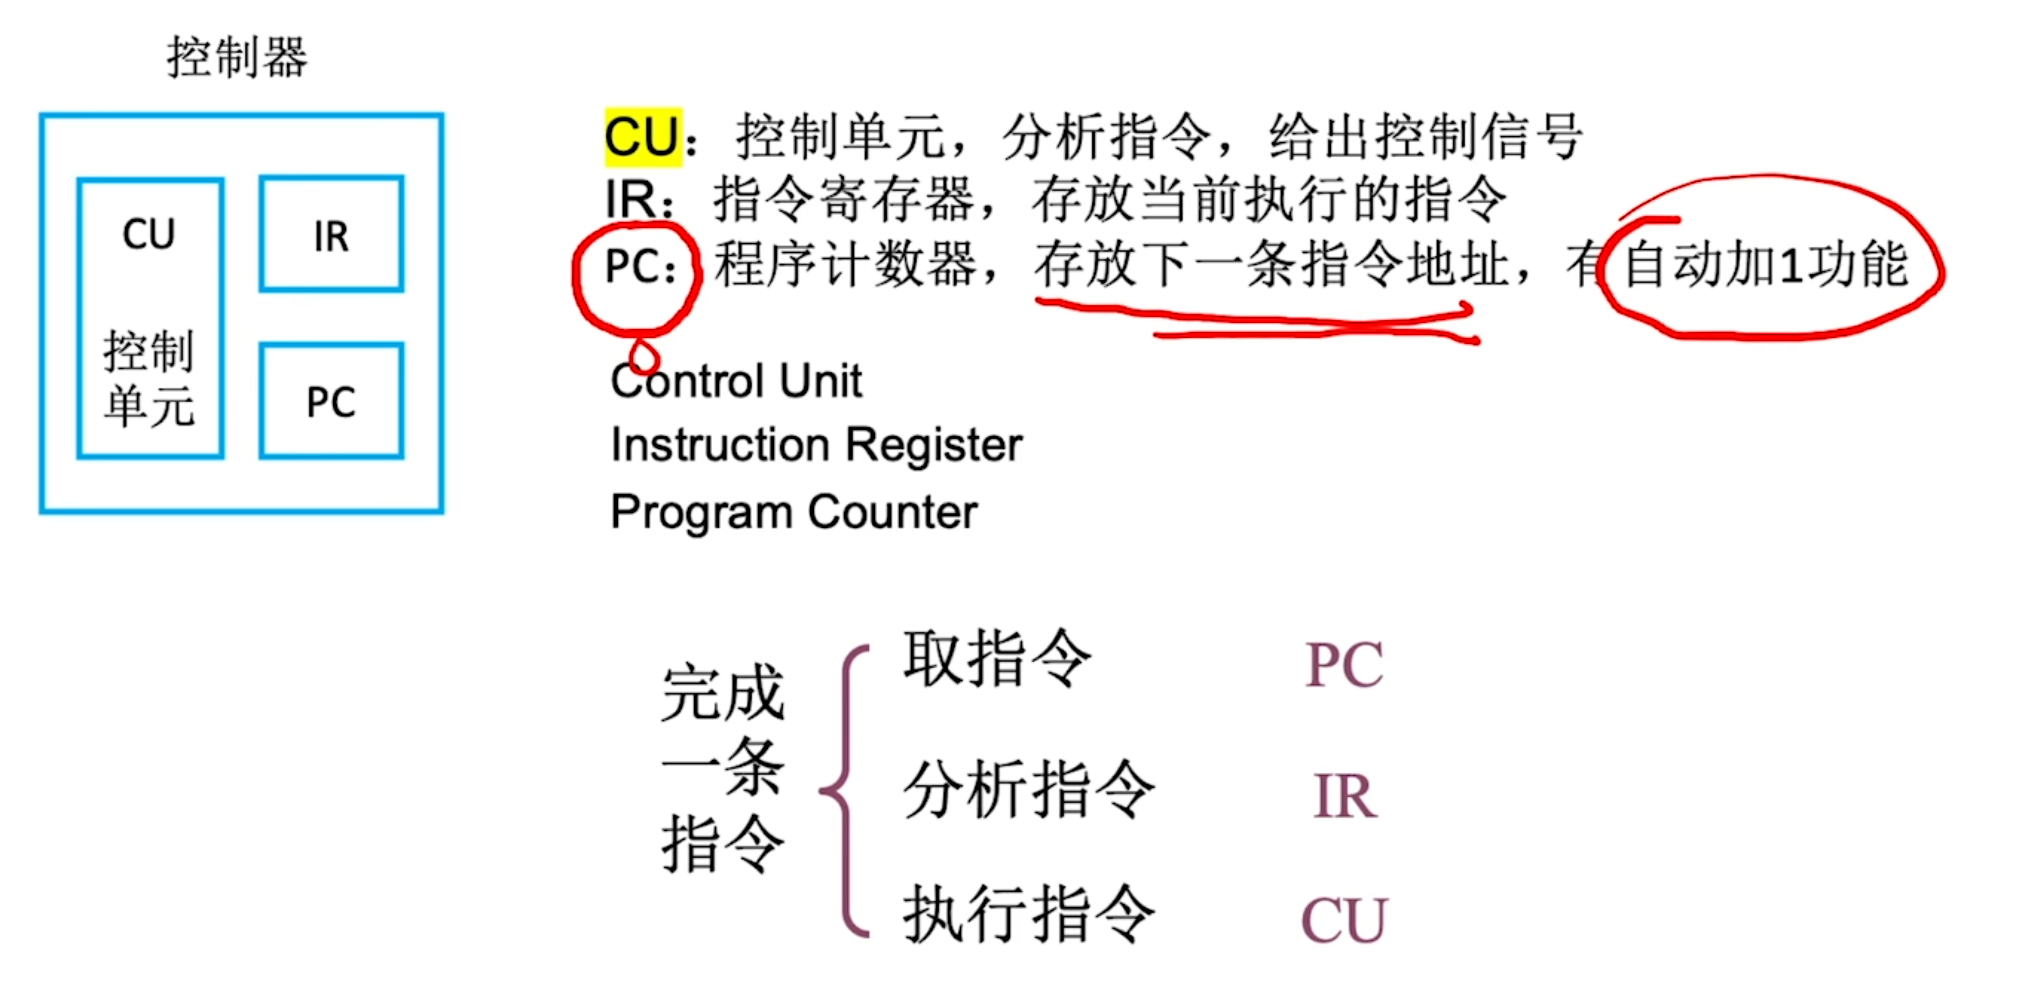 控制器
CU
控制
单元
IR
PC
CU：控制单元，分析指令，给出控制信号
IR：指令寄存器，存放当前执行的指令
PC：程序计数器，存放下一条指令地址，有自动加1功能
Control Unit
Instruction Register
Program Counter
完成
一条
指令
取指令 PC
分析指令 IR
执行指令 CU